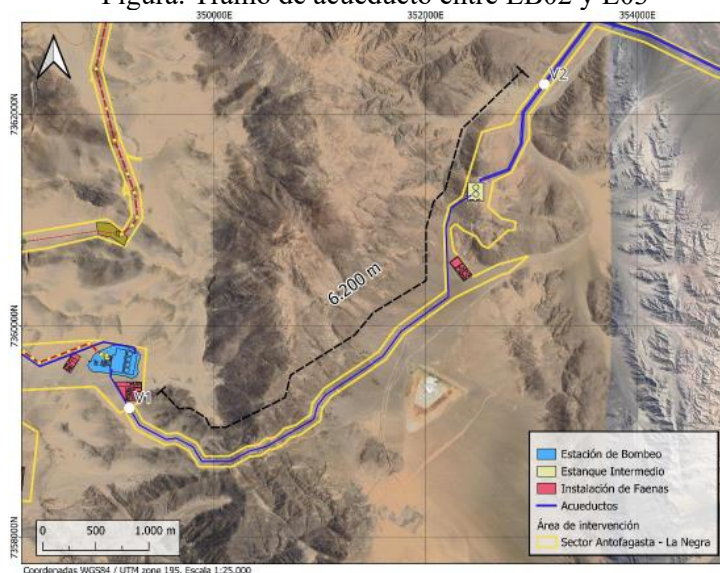 Figura. Tramo de acueducto entre EB02 y E03
350000E 352000E 354000E
7362000N
7360000N
7358000N
V2
6.200 m
V1
Estación de Bombeo
Estanque Intermedio
Instalación de Faenas
Acueductos
Área de intervención
Sector Antofagasta - La Negra
0 500 1.000 m
Coordenadas WGS84 / UTM zone 19S. Escala 1:25.000